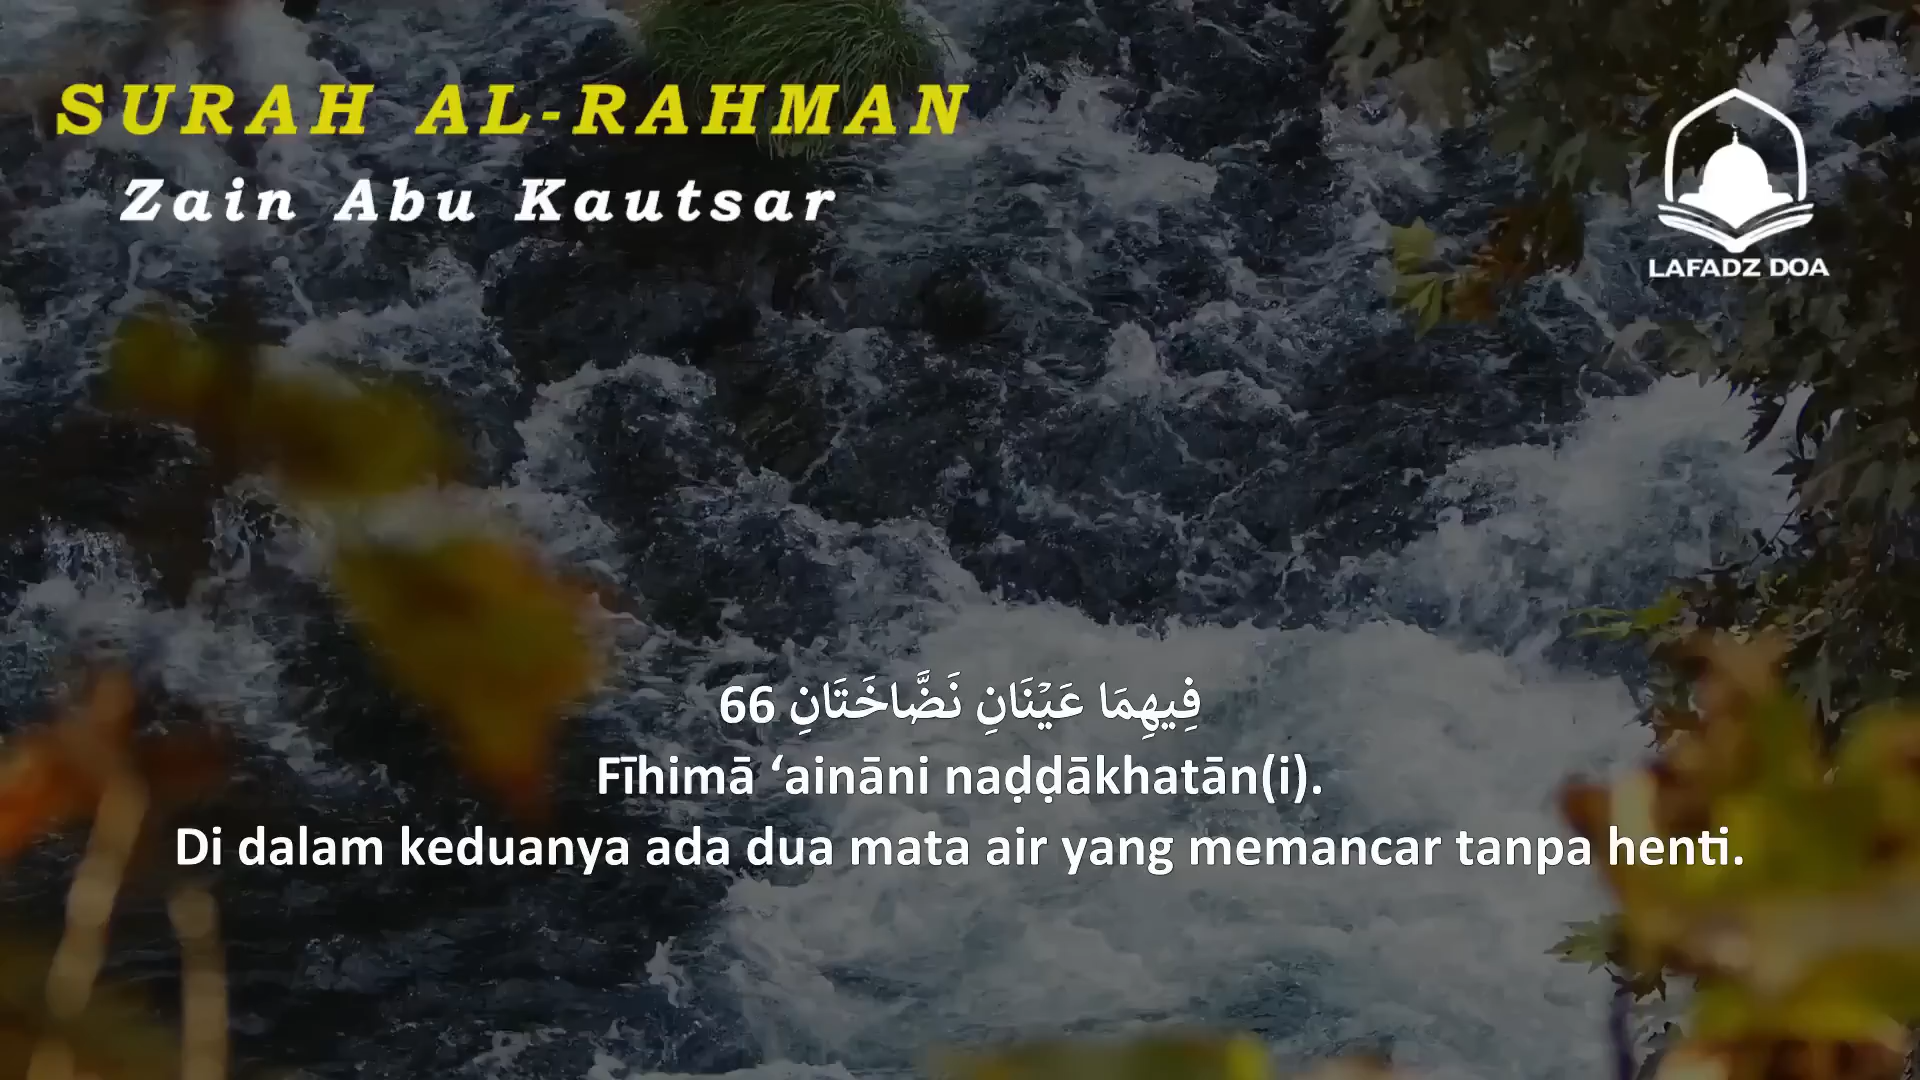 SURAH AL-RAHMAN
Zain Abu Kautsar
LAFADZ DOA
فِيهِمَا عَيْنَانِ نَضَّاخَتَانِ 66
Fīhimā ‘aināni naḍḍākhatān(i).
Di dalam keduanya ada dua mata air yang memancar tanpa henti.